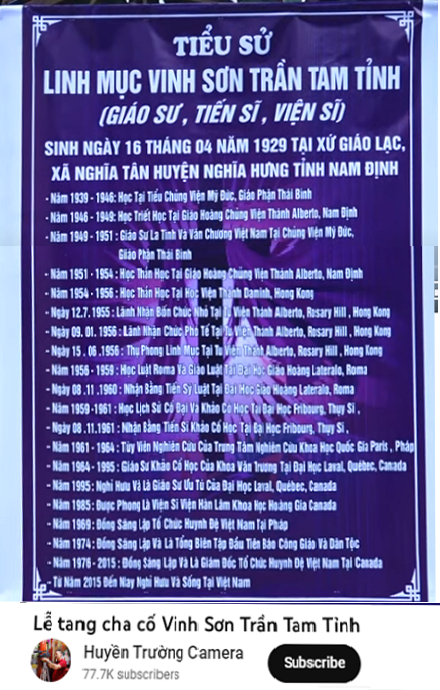 TIỂU SỬ
LINH MỤC VINH SƠN TRẦN TAM TỈNH
(GIÁO SƯ, TIẾN SĨ, VIỆN SĨ)
SINH NGÀY 16 THÁNG 04 NĂM 1929 TẠI XỨ GIÁO LẠC,
XÃ NGHĨA TÂN HUYỆN NGHĨA HƯNG TỈNH NAM ĐỊNH
- Năm 1939 - 1946: Học Tại Tiểu Chủng Viện Mỹ Đức, Giáo Phận Thái Bình
- Năm 1946 - 1949: Học Triết Học Tại Giáo Hoàng Chủng Viện Thánh Alberto, Nam Định
- Năm 1949 - 1951 : Giáo Sư La Tinh Và Văn Chương Việt Nam Tại Chủng Viện Mỹ Đức,
Giáo Phận Thái Bình
- Năm 1951 - 1954 : Học Thần Học Tại Giáo Hoàng Chủng Viện Thánh Alberto, Nam Định
- Năm 1954 - 1956 : Học Thần Học Tại Học Viện Thánh Daminh, Hong Kong
- Ngày 12.7.1955 : Lãnh Nhận Bốn Chức Nhỏ Tại Tu Viện Thánh Alberto, Rosary Hill , Hong Kong
- Ngày 09. 01. 1956 : Lãnh Nhận Chức Phó Tế Tại Tu Viện Thánh Alberto, Rosary Hill , Hong Kong
- Ngày 15 . 06 .1956 : Thụ Phong Linh Mục Tại Tu Viện Thánh Alberto, Rosary Hill , Hong Kong
- Năm 1956 - 1959 : Học Luật Roma Và Giáo Luật Tại Đại Học Giáo Hoàng Lateralo, Roma
- Ngày 08 .11 .1960 : Nhận Bằng Tiến Sỹ Luật Tại Đại Học Giáo Hoàng Lateralo, Roma
- Năm 1959-1961 : Học Lịch Sử Cổ Đại Và Khảo Cổ Học Tại Đại Học Fribourg, Thụy Sĩ ,
- Ngày 08 .11.1961 : Nhận Bằng Tiến Sĩ Khảo Cổ Học Tại Đại Học Fribourg, Thụy Sĩ .
- Năm 1961 - 1964 : Tùy Viên Nghiên Cứu Của Trung Tâm Nghiên Cứu Khoa Học Quốc Gia Paris , Pháp
- Năm 1964 - 1995 : Giáo Sư Khảo Cổ Học Của Khoa Văn Trương Tại Đại Học Laval, Québec, Canada
- Năm 1995 : Nghỉ Hưu Và Là Giáo Sư Ưu Tú Của Đại Học Laval, Québec, Canada
- Năm 1985 : Được Phong Là Viện Sĩ Viện Hàn Lâm Khoa Học Hoàng Gia Canada
- Năm 1969: Đồng Sáng Lập Tổ Chức Huynh Đệ Việt Nam Tại Pháp
- Năm 1974 : Đồng Sáng Lập Và Là Tổng Biên Tập Đầu Tiên Báo Công Giáo Và Dân Tộc
- Năm 1976 - 2015 : Đồng Sáng Lập Và Là Giám Đốc Tổ Chức Huynh Đệ Việt Nam Tại Canada
- Từ Năm 2015 Đến NIay Nghỉ Hưu Và Sống Tại Việt Nam
Lễ tang cha cố Vinh Sơn Trần Tam Tỉnh
Huyền Trường Camera
77.7K subscribers
Subscribe